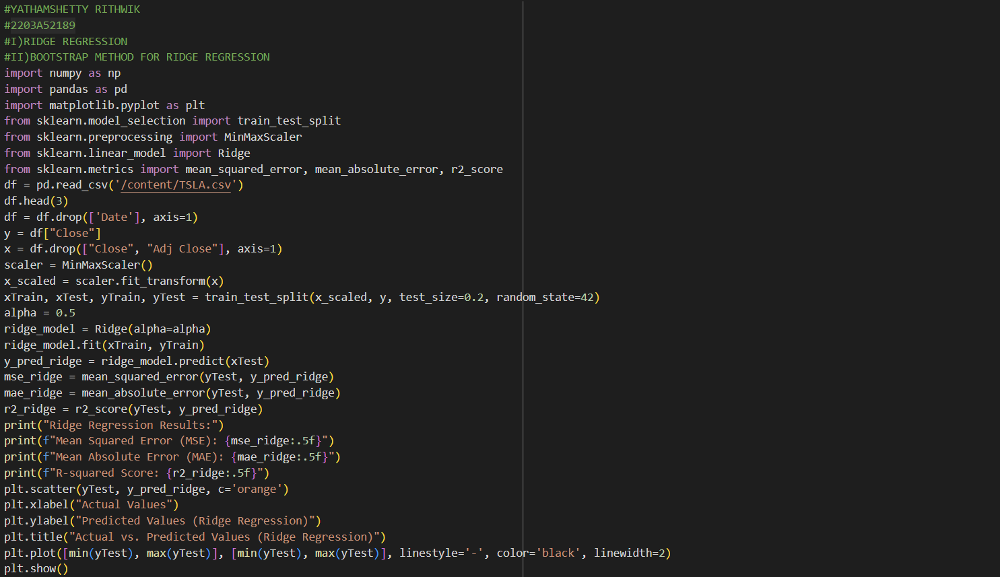 #YATHAMSHETTY RITHWIK
#2203A52189
#I)RIDGE REGRESSION
#II)BOOTSTRAP METHOD FOR RIDGE REGRESSION
import numpy as np
import pandas as pd
import matplotlib.pyplot as plt
from sklearn.model_selection import train_test_split
from sklearn.preprocessing import MinMaxScaler
from sklearn.linear_model import Ridge
from sklearn.metrics import mean_squared_error, mean_absolute_error, r2_score
df = pd.read_csv('/content/TSLA.csv')
df.head(3)
df = df.drop(['Date'], axis=1)
y = df["Close"]
x = df.drop(["Close", "Adj Close"], axis=1)
scaler = MinMaxScaler()
x_scaled = scaler.fit_transform(x)
xTrain, xTest, yTrain, yTest = train_test_split(x_scaled, y, test_size=0.2, random_state=42)
alpha = 0.5
ridge_model = Ridge(alpha=alpha)
ridge_model.fit(xTrain, yTrain)
y_pred_ridge = ridge_model.predict(xTest)
mse_ridge = mean_squared_error(yTest, y_pred_ridge)
mae_ridge = mean_absolute_error(yTest, y_pred_ridge)
r2_ridge = r2_score(yTest, y_pred_ridge)
print("Ridge Regression Results:")
print(f"Mean Squared Error (MSE): {mse_ridge:.5f}")
print(f"Mean Absolute Error (MAE): {mae_ridge:.5f}")
print(f"R-squared Score: {r2_ridge:.5f}")
plt.scatter(yTest, y_pred_ridge, c='orange')
plt.xlabel("Actual Values")
plt.ylabel("Predicted Values (Ridge Regression)")
plt.title("Actual vs. Predicted Values (Ridge Regression)")
plt.plot([min(yTest), max(yTest)], [min(yTest), max(yTest)], linestyle='-', color='black', linewidth=2)
plt.show()